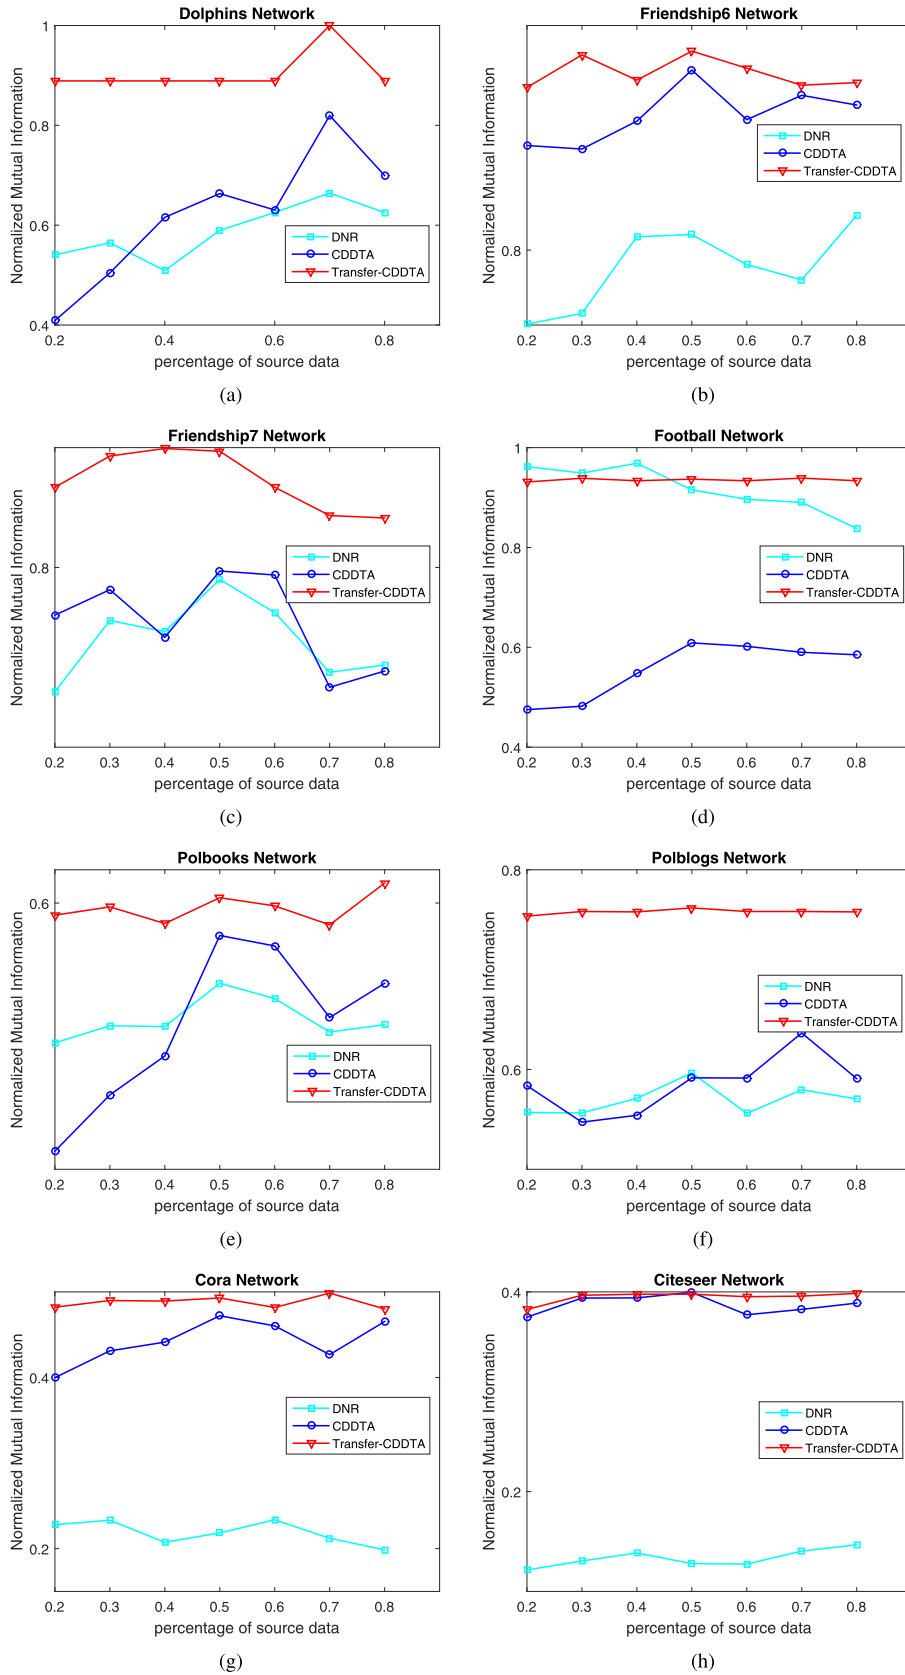 Dolphins Network
Normalized Mutual Information
1
0.8
0.6
0.4
DNR
CDDTA
Transfer-CDDTA
0.2 0.3 0.4 0.5 0.6 0.7 0.8
percentage of source data
(a)
Friendship6 Network
Normalized Mutual Information
0.8
DNR
CDDTA
Transfer-CDDTA
0.2 0.3 0.4 0.5 0.6 0.7 0.8
percentage of source data
(b)
Friendship7 Network
Normalized Mutual Information
0.8
DNR
CDDTA
Transfer-CDDTA
0.2 0.3 0.4 0.5 0.6 0.7 0.8
percentage of source data
(c)
Football Network
Normalized Mutual Information
1
0.8
0.6
0.4
DNR
CDDTA
Transfer-CDDTA
0.2 0.3 0.4 0.5 0.6 0.7 0.8
percentage of source data
(d)
Polbooks Network
Normalized Mutual Information
0.6
DNR
CDDTA
Transfer-CDDTA
0.2 0.3 0.4 0.5 0.6 0.7 0.8
percentage of source data
(e)
Polblogs Network
Normalized Mutual Information
0.8
0.6
DNR
CDDTA
Transfer-CDDTA
0.2 0.3 0.4 0.5 0.6 0.7 0.8
percentage of source data
(f)
Cora Network
Normalized Mutual Information
0.4
0.2
DNR
CDDTA
Transfer-CDDTA
0.2 0.3 0.4 0.5 0.6 0.7 0.8
percentage of source data
(g)
Citeseer Network
Normalized Mutual Information
0.4
0.2
DNR
CDDTA
Transfer-CDDTA
0.2 0.3 0.4 0.5 0.6 0.7 0.8
percentage of source data
(h)